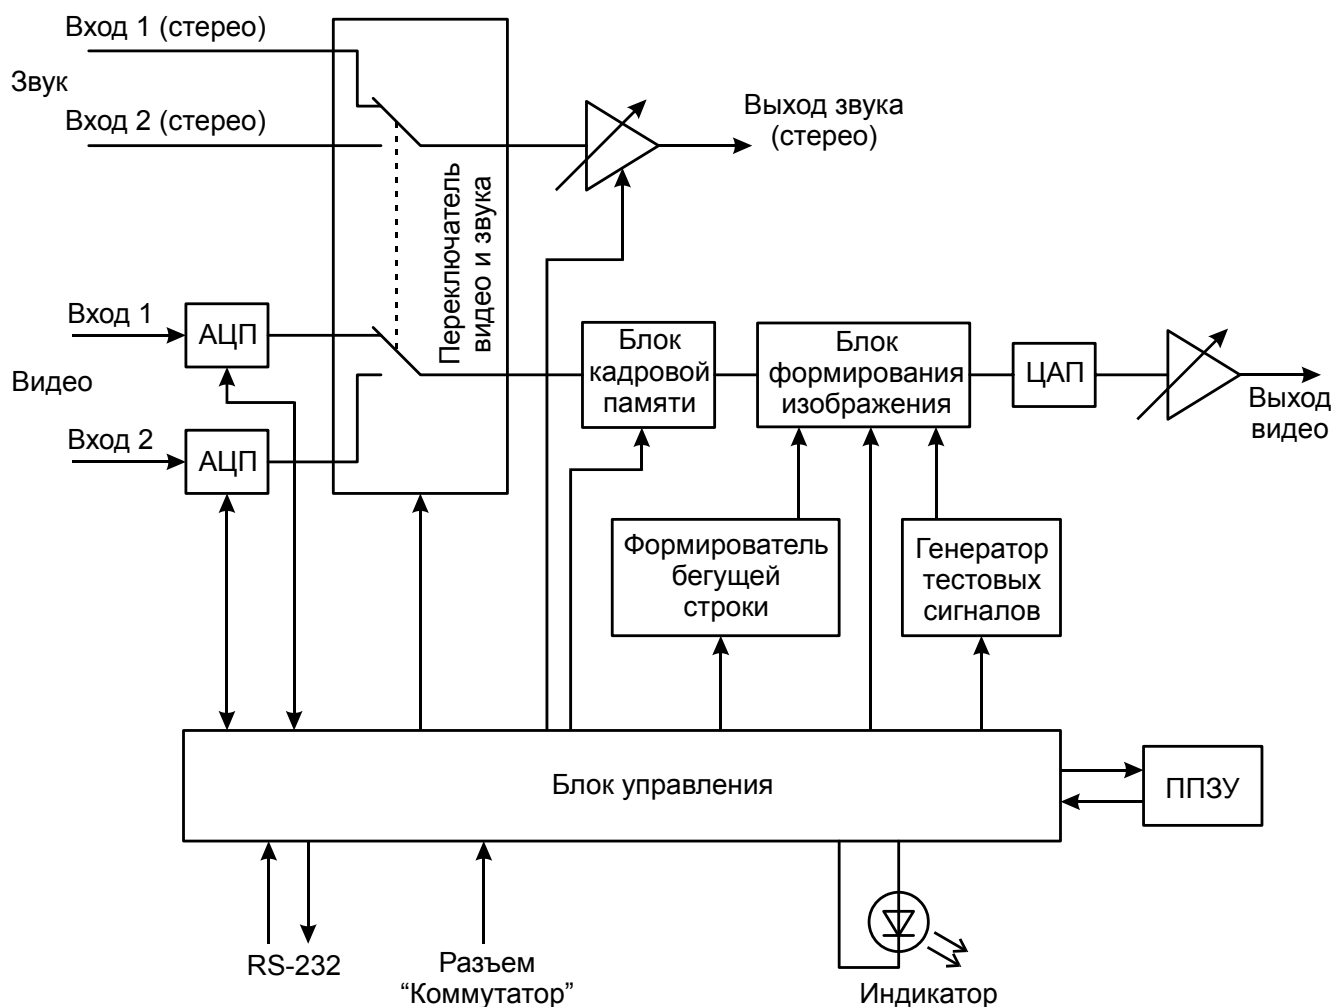 Вход 1 (стерео)
Звук
Вход 2 (стерео)
Выход звука
(стерео)
Переключатель
видео и звука
Вход 1
АЦП
Видео
Вход 2
АЦП
Блок
кадровой
памяти
Блок
формирования
изображения
ЦАП
Выход
видео
Формирователь
бегущей
строки
Генератор
тестовых
сигналов
Блок управления
ППЗУ
RS-232
Разъем
“Коммутатор”
Индикатор